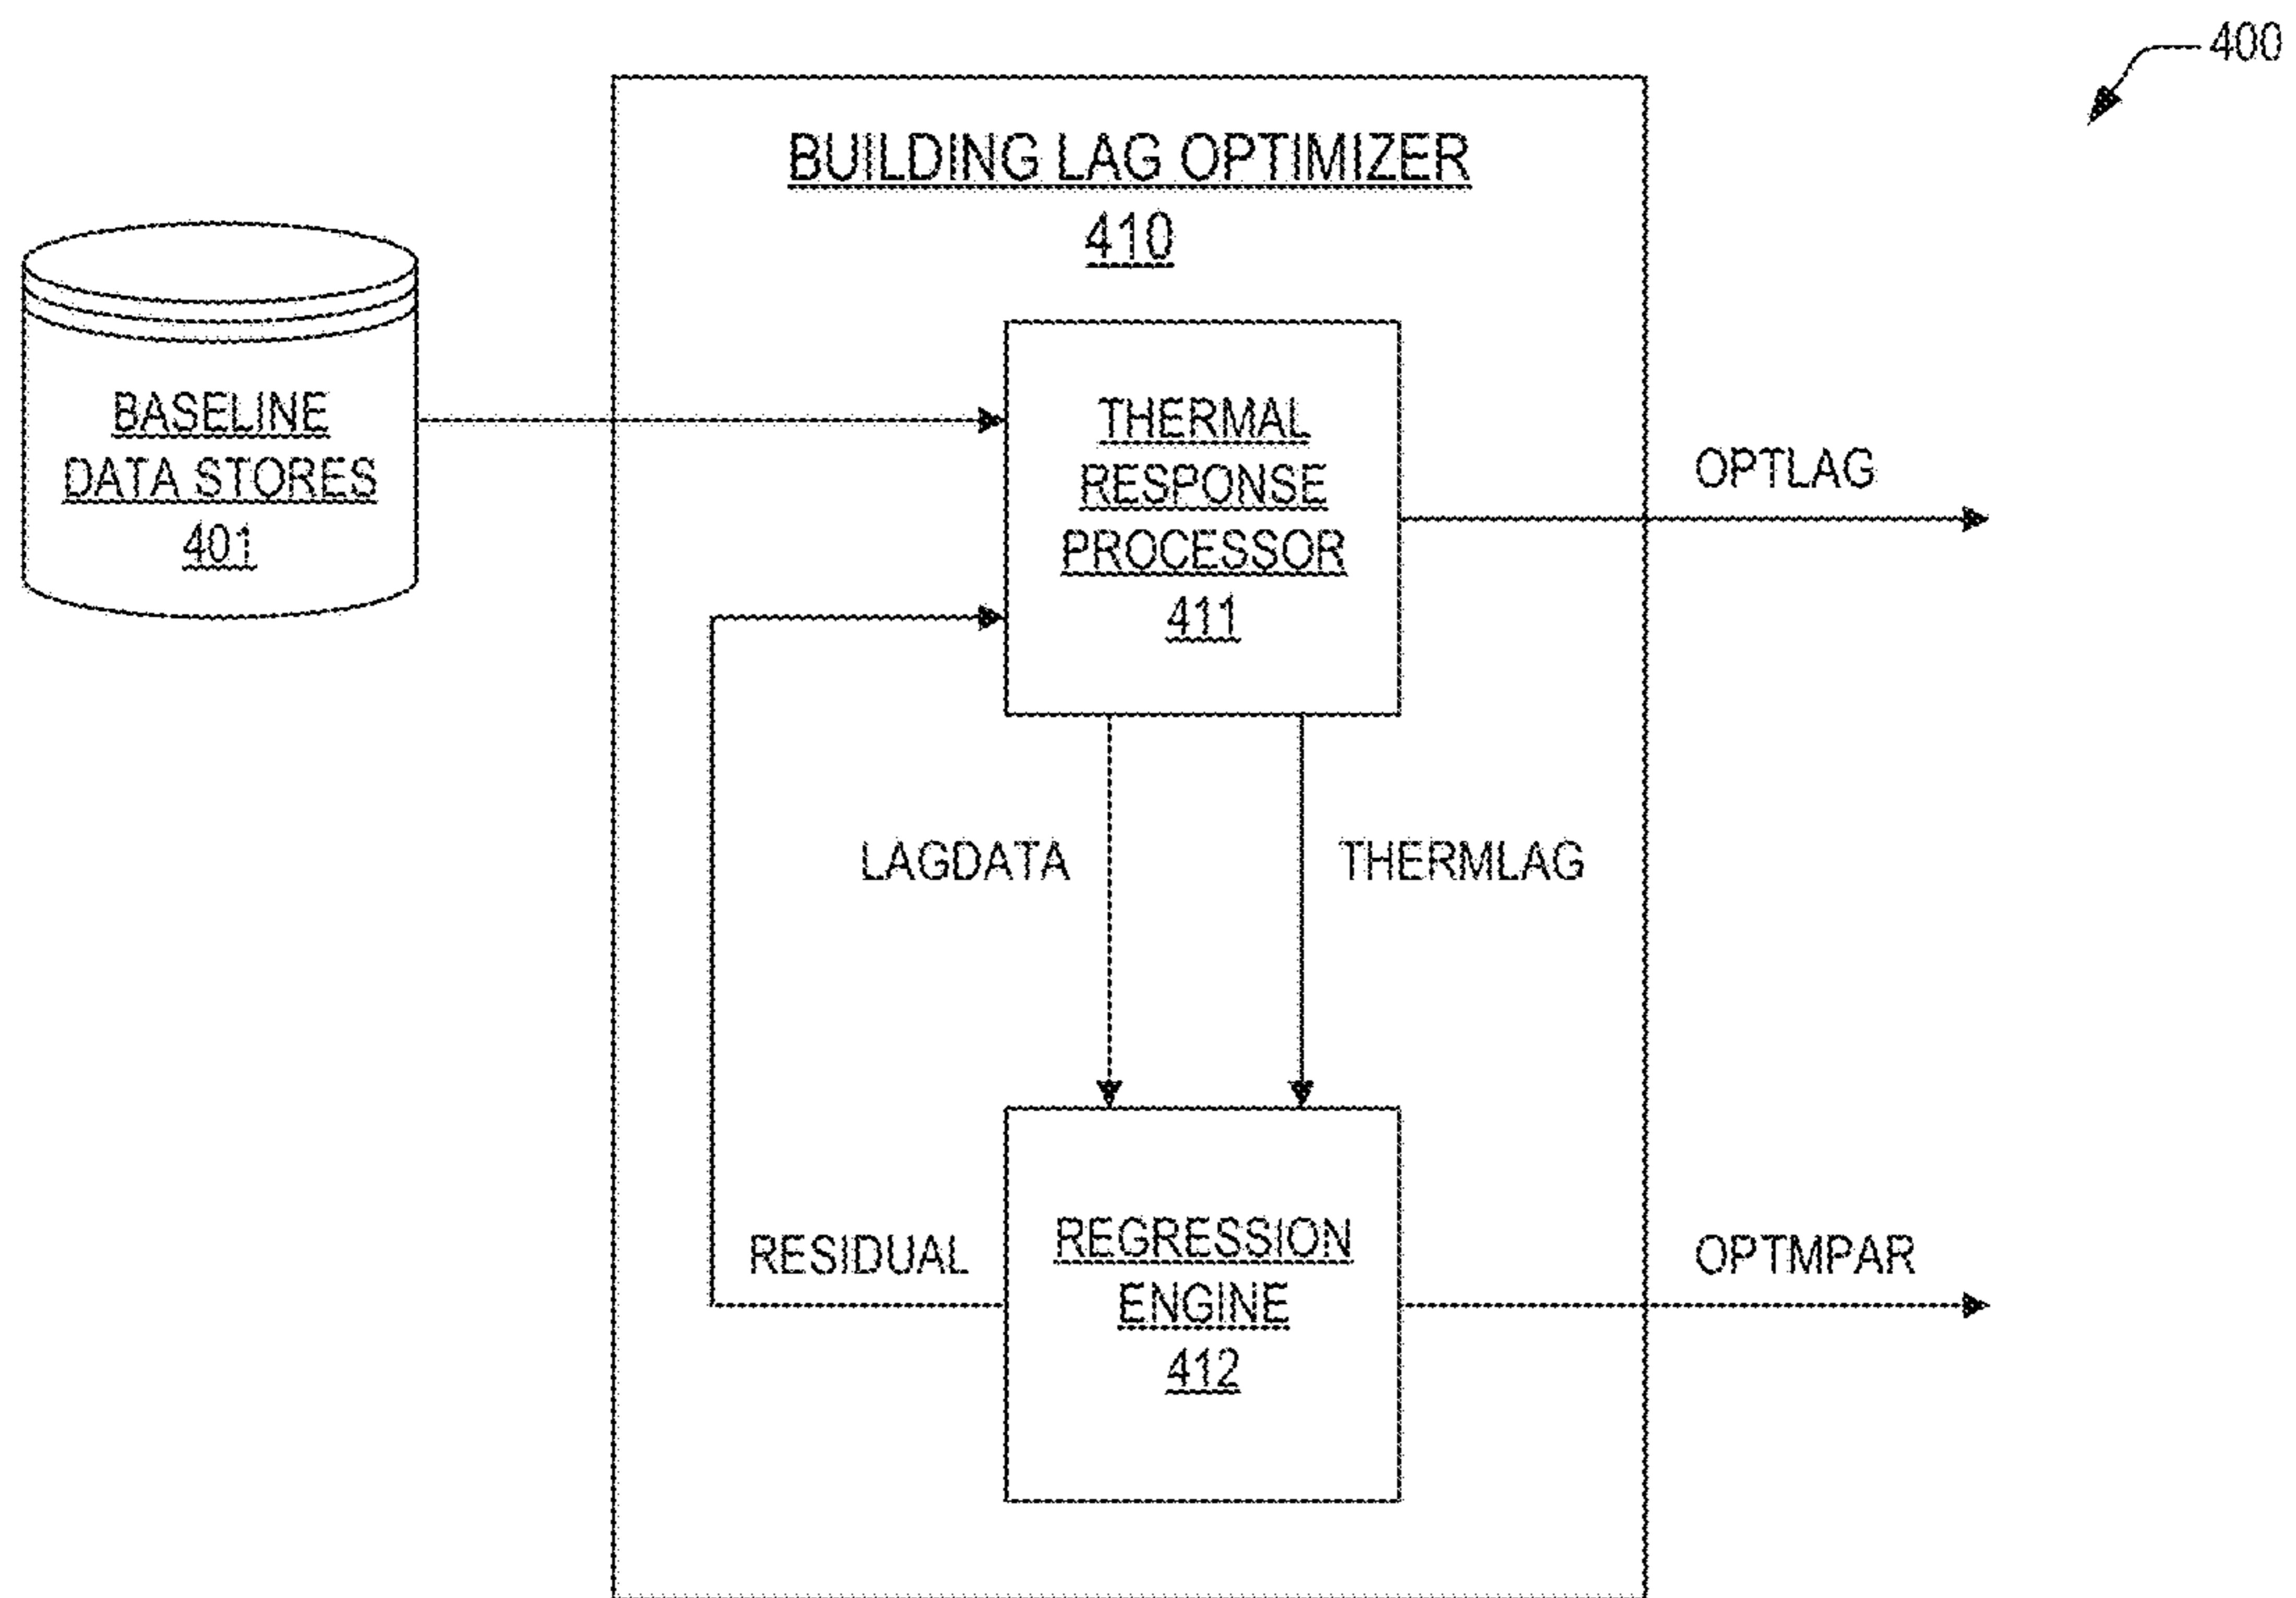 400
BUILDING LAG OPTIMIZER
410
BASELINE
DATA STORES
401
THERMAL
RESPONSE
PROCESSOR
411
OPTLAG
LAGDATA
THERMLAG
RESIDUAL
REGRESSION
ENGINE
412
OPTMPAR